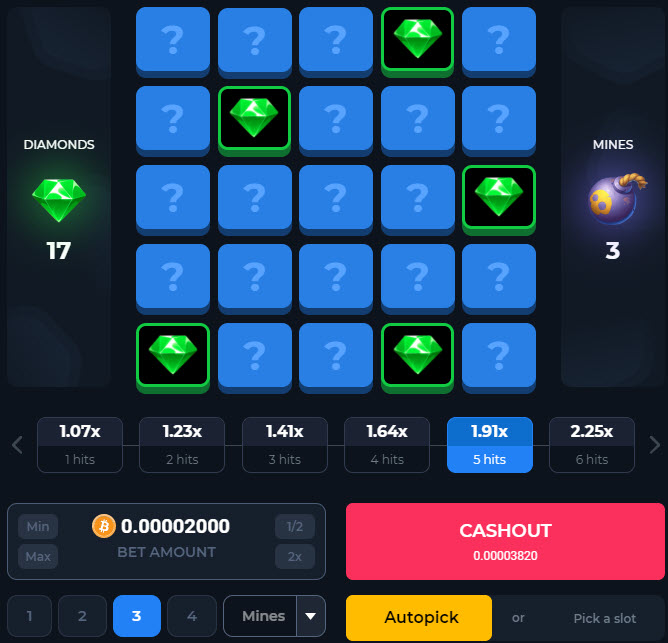 ? ? ? ?
DIAMONDS
17
? ? ? ?
? ? ? ?
? ? ? ? ?
? ? ?
MINES
3
1.07x 1.23x 1.41x 1.64x 1.91x 2.25x
1 hits 2 hits 3 hits 4 hits 5 hits 6 hits
Min 0.00002000 1/2
Max BET AMOUNT 2x
CASHOUT
0.00003820
1 2 3 4 Mines
Autopick or Pick a slot